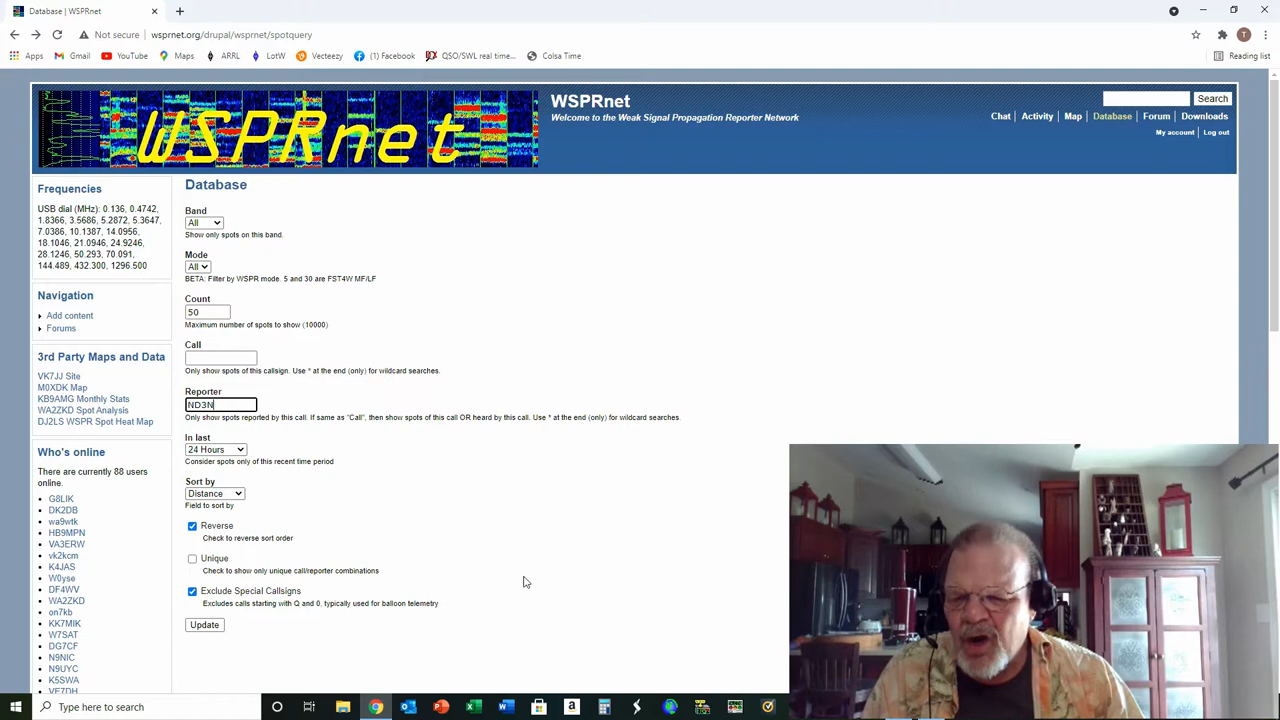 Database | WSPRnet
Not secure wsprnet.org/drupal/wsprnet/spotquery
Apps Gmail YouTube Maps ARRL LotW Vecteezy (1) Facebook QSO/SWL real time... Colsa Time Reading list
T
WSPRnet
WSPRnet
Welcome to the Weak Signal Propagation Reporter Network
Search
Chat Activity Map Database Forum Downloads
My account Log out
Frequencies
USB dial (MHz): 0.136, 0.4742,
1.8366, 3.5686, 5.2872, 5.3647,
7.0386, 10.1387, 14.0956,
18.1046, 21.0946, 24.9246,
28.1246, 50.293, 70.091,
144.489, 432.300, 1296.500
Navigation
Add content
Forums
3rd Party Maps and Data
VK7JJ Site
M0XDK Map
KB9AMG Monthly Stats
WA2ZKD Spot Analysis
DJ2LS WSPR Spot Heat Map
Who's online
There are currently 88 users
online.
G8LIK
DK2DB
wa9wtk
HB9MPN
VA3ERW
vk2kcm
K4JAS
W0yse
DF4WV
WA2ZKD
on7kb
KK7MIK
W7SAT
DG7CF
N9NIC
N9UYC
K5SWA
VE7DH
Database
Band
All
Show only spots on this band.
Mode
All
BETA: Filter by WSPR mode. 5 and 30 are FST4W MF/LF
Count
50
Maximum number of spots to show (10000)
Call
Only show spots of this callsign. Use * at the end (only) for wildcard searches.
Reporter
ND3N
Only show spots reported by this call. If same as "Call", then show spots of this call OR heard by this call. Use * at the end (only) for wildcard searches.
In last
24 Hours
Consider spots only of this recent time period
Sort by
Distance
Field to sort by
Reverse
Check to reverse sort order
Unique
Check to show only unique call/reporter combinations
Exclude Special Callsigns
Excludes calls starting with Q and 0, typically used for balloon telemetry
Update
Type here to search